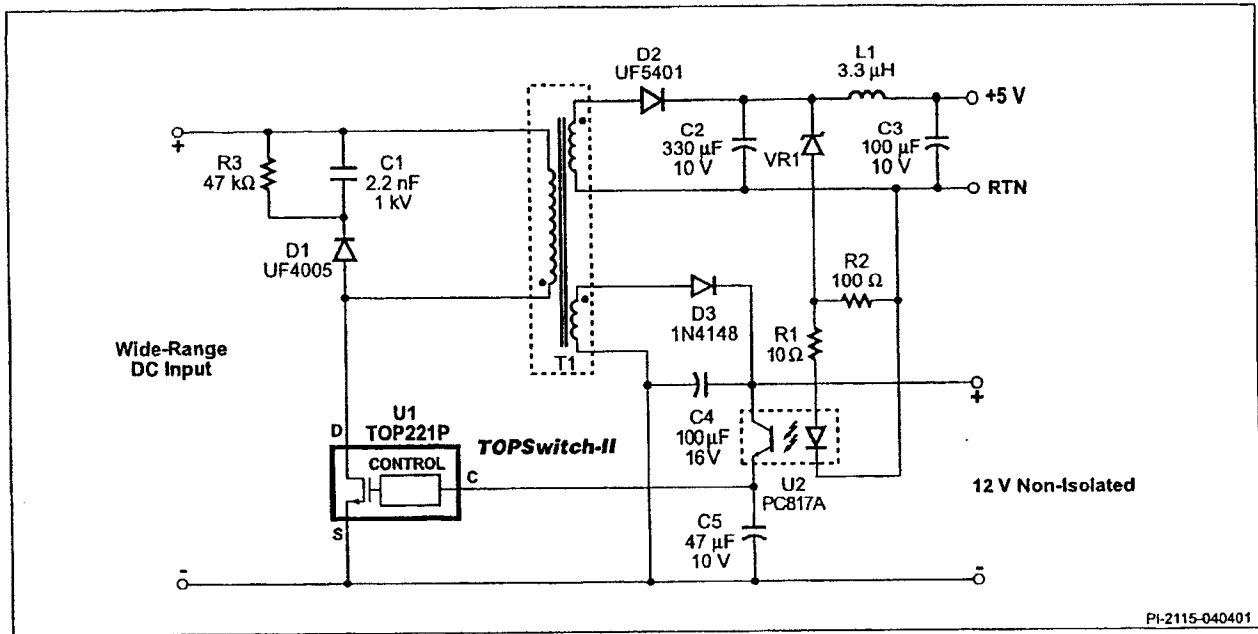 D2
UF5401
L1
3.3 µH
+5 V
+
R3
47 kΩ
C1
2.2 nF
1 kV
C2
330 µF
10 V
VR1
C3
100 µF
10 V
RTN
D1
UF4005
R2
100 Ω
D3
1N4148
R1
10 Ω
Wide-Range
DC Input
T1
+
U1
TOP221P
D
TOPSwitch-II
CONTROL
C
S
C4
100 µF
16 V
U2
PC817A
12 V Non-Isolated
C5
47 µF
10 V
-
-
PI-2115-040401